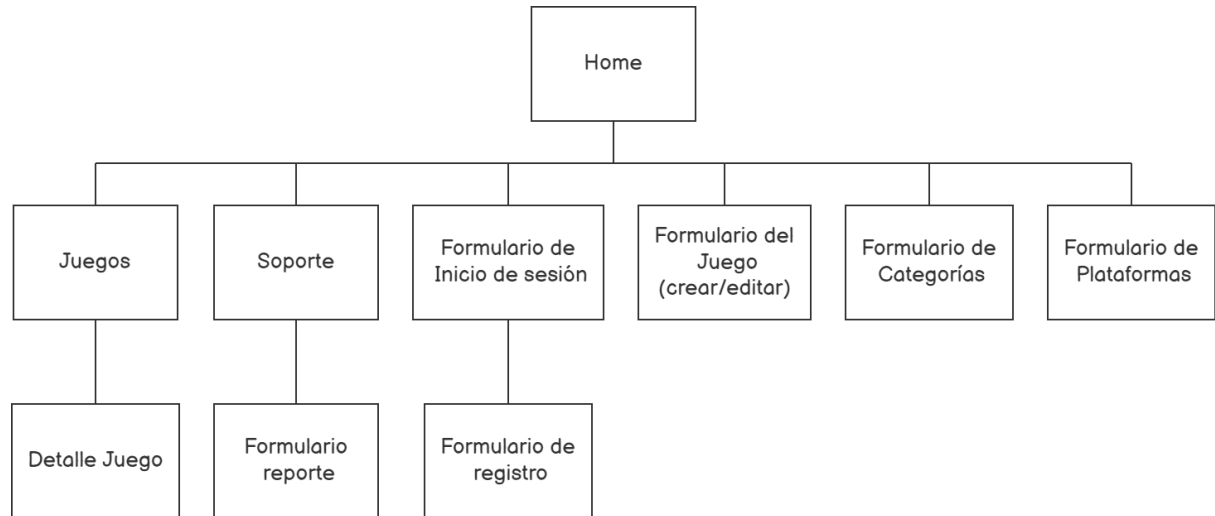 Home
Juegos
Soporte
Formulario de
Inicio de sesión
Formulario del
Juego
(crear/editar)
Formulario de
Categorías
Formulario de
Plataformas
Detalle Juego
Formulario
reporte
Formulario de
registro